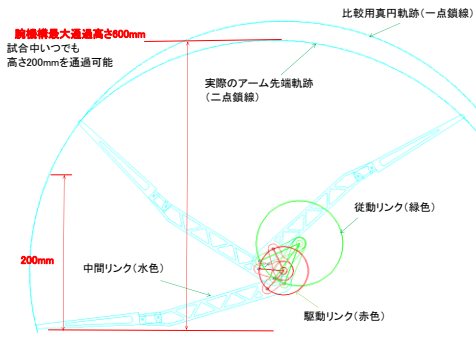 比較用真円軌跡(一点鎖線)
腕機構最大通過高さ600mm
試合中いつでも
高さ200mmを通過可能
実際のアーム先端軌跡
(二点鎖線)
従動リンク(緑色)
200mm
中間リンク(水色)
駆動リンク(赤色)